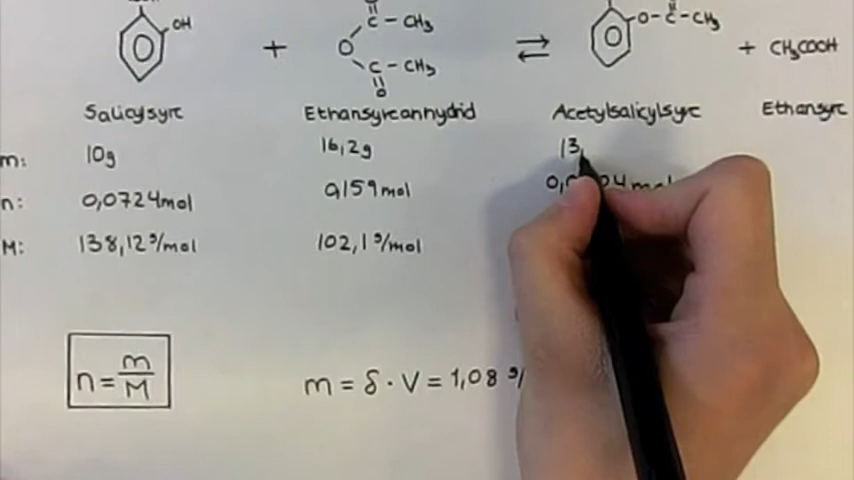 OH
O
C - CH3
O - C - CH3
+
O
⇌
+ CH3COOH
C - CH3
O
Salicylsyre Ethansyreanhydrid Acetylsalicylsyre Ethansyre
m: 10g 16,2g 13,
n: 0,0724mol 0,159mol
M: 138,12 g/mol 102,1 g/mol
n = m/M
m = δ · V = 1,08 g/